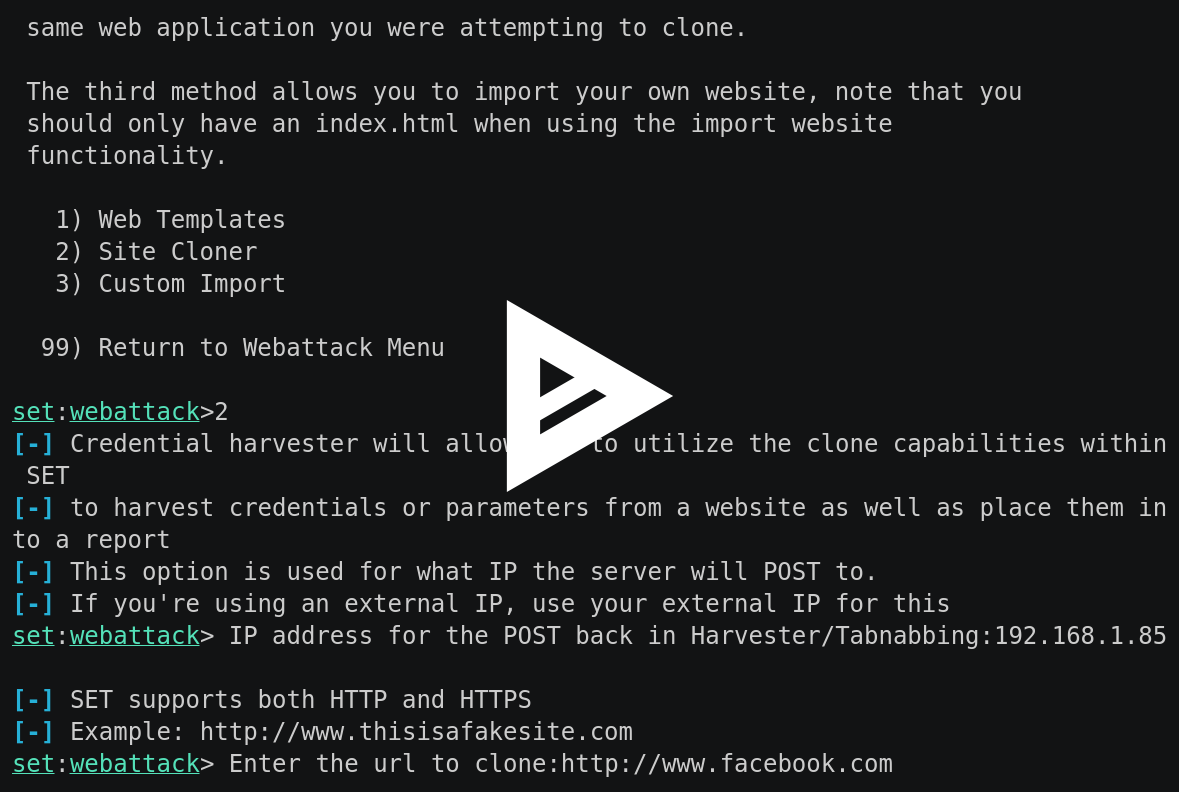 same web application you were attempting to clone.
The third method allows you to import your own website, note that you
should only have an index.html when using the import website
functionality.
1) Web Templates
2) Site Cloner
3) Custom Import
99) Return to Webattack Menu
set:webattack>2
[-] Credential harvester will to utilize the clone capabilities within
SET
[-] to harvest credentials or parameters from a website as well as place them in
to a report
[-] This option is used for what IP the server will POST to.
[-] If you're using an external IP, use your external IP for this
set:webattack> IP address for the POST back in Harvester/Tabnabbing:192.168.1.85
[-] SET supports both HTTP and HTTPS
[-] Example: http://www.thisisafakesite.com
set:webattack> Enter the url to clone:http://www.facebook.com